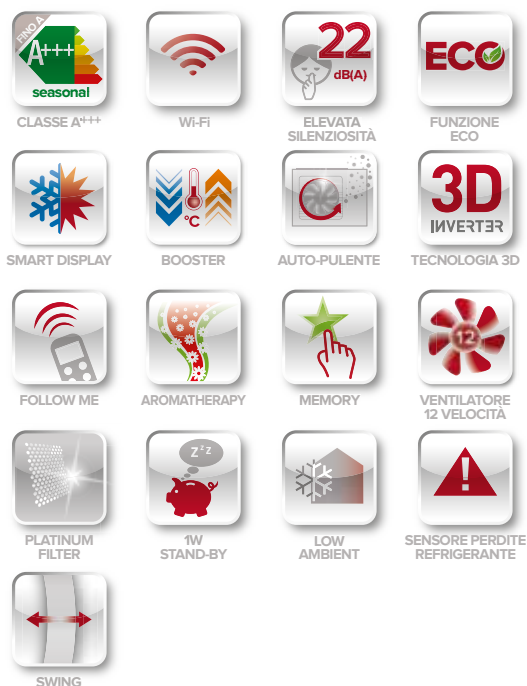 FINO A
A+++
seasonal
CLASSE A+++
Wi-Fi
22
dB(A)
ELEVATA
SILENZIOSITÀ
ECO
FUNZIONE
ECO
SMART DISPLAY
°C
BOOSTER
AUTO-PULENTE
3D
INVERTER
TECNOLOGIA 3D
FOLLOW ME
AROMATHERAPY
MEMORY
12
VENTILATORE
12 VELOCITÀ
PLATINUM
FILTER
Z Z Z
1W
STAND-BY
LOW
AMBIENT
!
SENSORE PERDITE
REFRIGERANTE
SWING